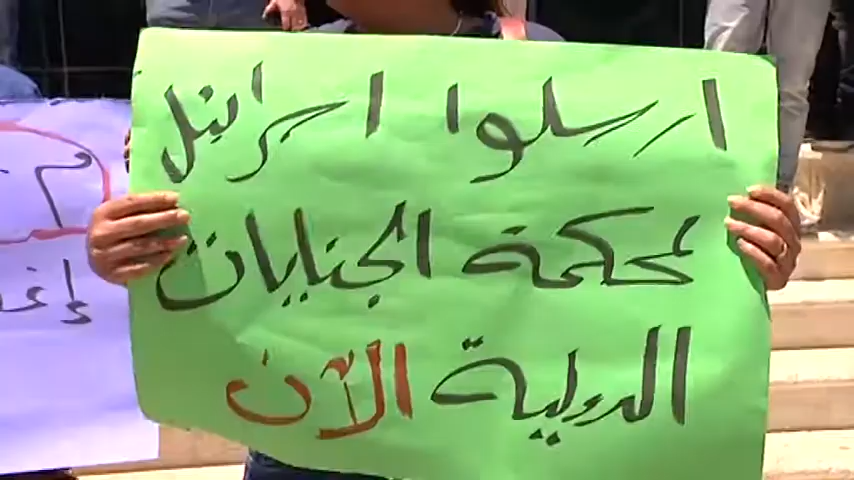 ارسلوا اسرائيل
لمحكمة الجنايات
الدولية الآن